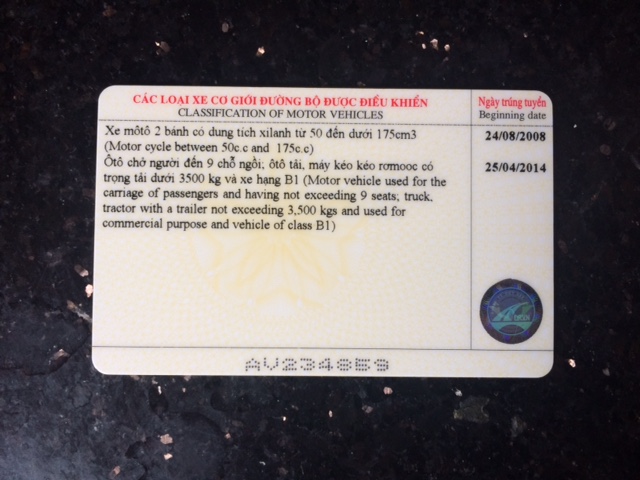 CÁC LOẠI XE CƠ GIỚI ĐƯỜNG BỘ ĐƯỢC ĐIỀU KHIỂN
CLASSIFICATION OF MOTOR VEHICLES
Ngày trúng tuyển
Beginning date
Xe môtô 2 bánh có dung tích xilanh từ 50 đến dưới 175cm3
(Motor cycle between 50c.c and 175c.c)
24/08/2008
Ôtô chở người đến 9 chỗ ngồi; ôtô tải, máy kéo kéo rơmooc có
trọng tải dưới 3500 kg và xe hạng B1 (Motor vehicle used for the
carriage of passengers and having not exceeding 9 seats; truck,
tractor with a trailer not exceeding 3,500 kgs and used for
commercial purpose and vehicle of class B1)
25/04/2014
AV234859